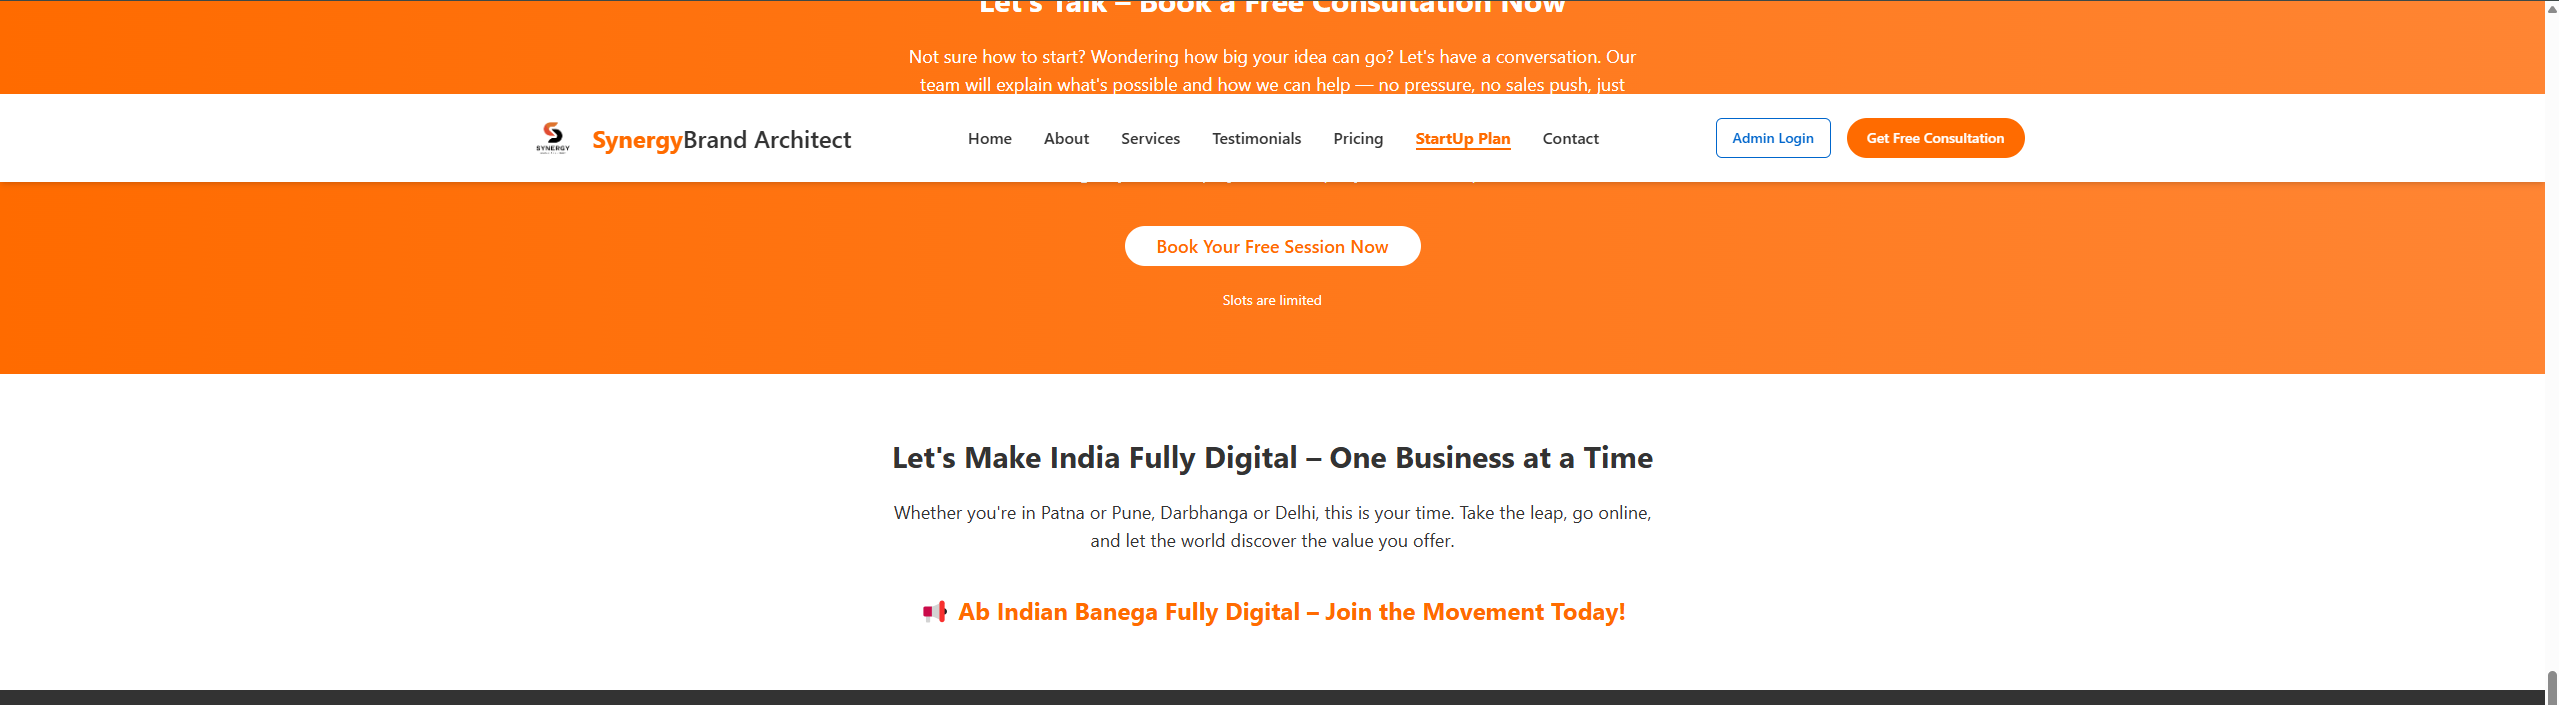 Let's Talk – Book a Free Consultation Now
Not sure how to start? Wondering how big your idea can go? Let's have a conversation. Our
team will explain what's possible and how we can help — no pressure, no sales push, just
SYNERGY
SynergyBrand Architect
Home About Services Testimonials Pricing StartUp Plan Contact
Admin Login
Get Free Consultation
Book Your Free Session Now
Slots are limited
Let's Make India Fully Digital – One Business at a Time
Whether you're in Patna or Pune, Darbhanga or Delhi, this is your time. Take the leap, go online,
and let the world discover the value you offer.
Ab Indian Banega Fully Digital – Join the Movement Today!